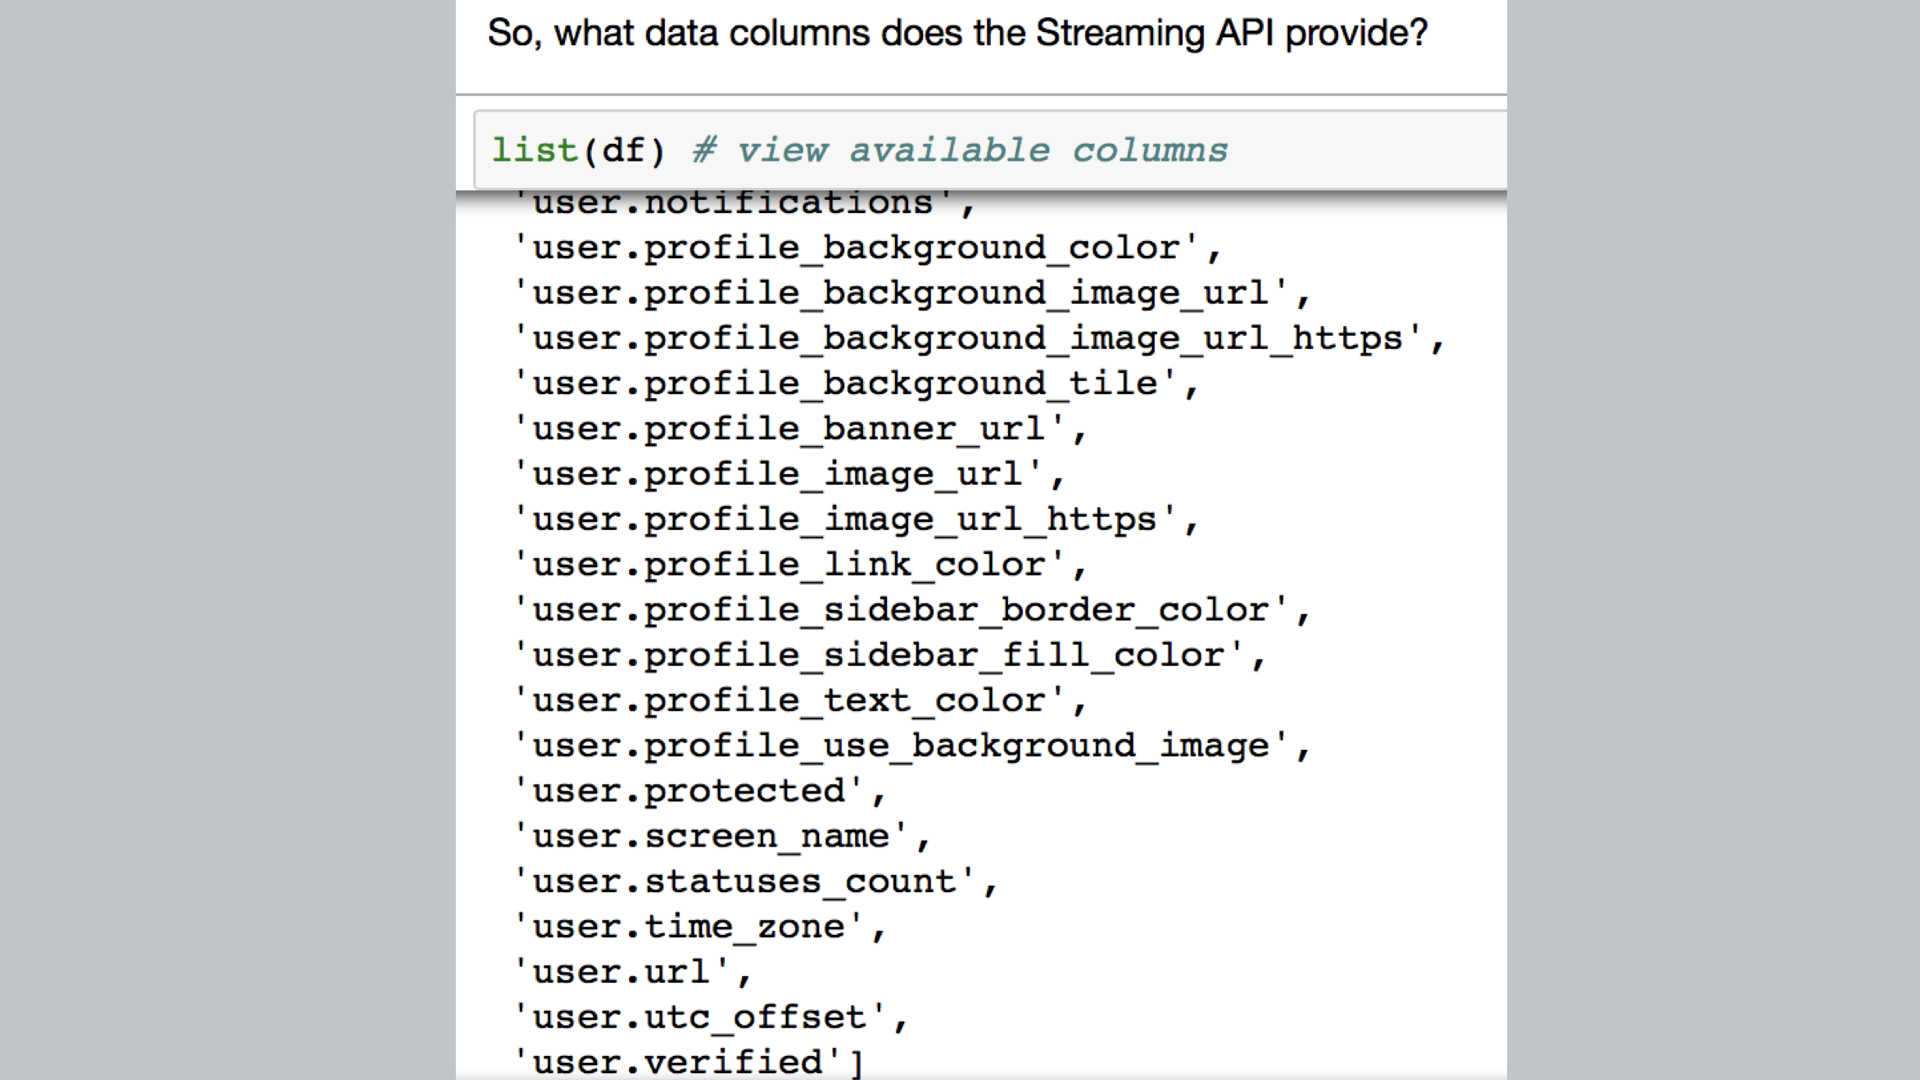 So, what data columns does the Streaming API provide?
list(df) # view available columns
'user.notifications',
'user.profile_background_color',
'user.profile_background_image_url',
'user.profile_background_image_url_https',
'user.profile_background_tile',
'user.profile_banner_url',
'user.profile_image_url',
'user.profile_image_url_https',
'user.profile_link_color',
'user.profile_sidebar_border_color',
'user.profile_sidebar_fill_color',
'user.profile_text_color',
'user.profile_use_background_image',
'user.protected',
'user.screen_name',
'user.statuses_count',
'user.time_zone',
'user.url',
'user.utc_offset',
'user.verified']